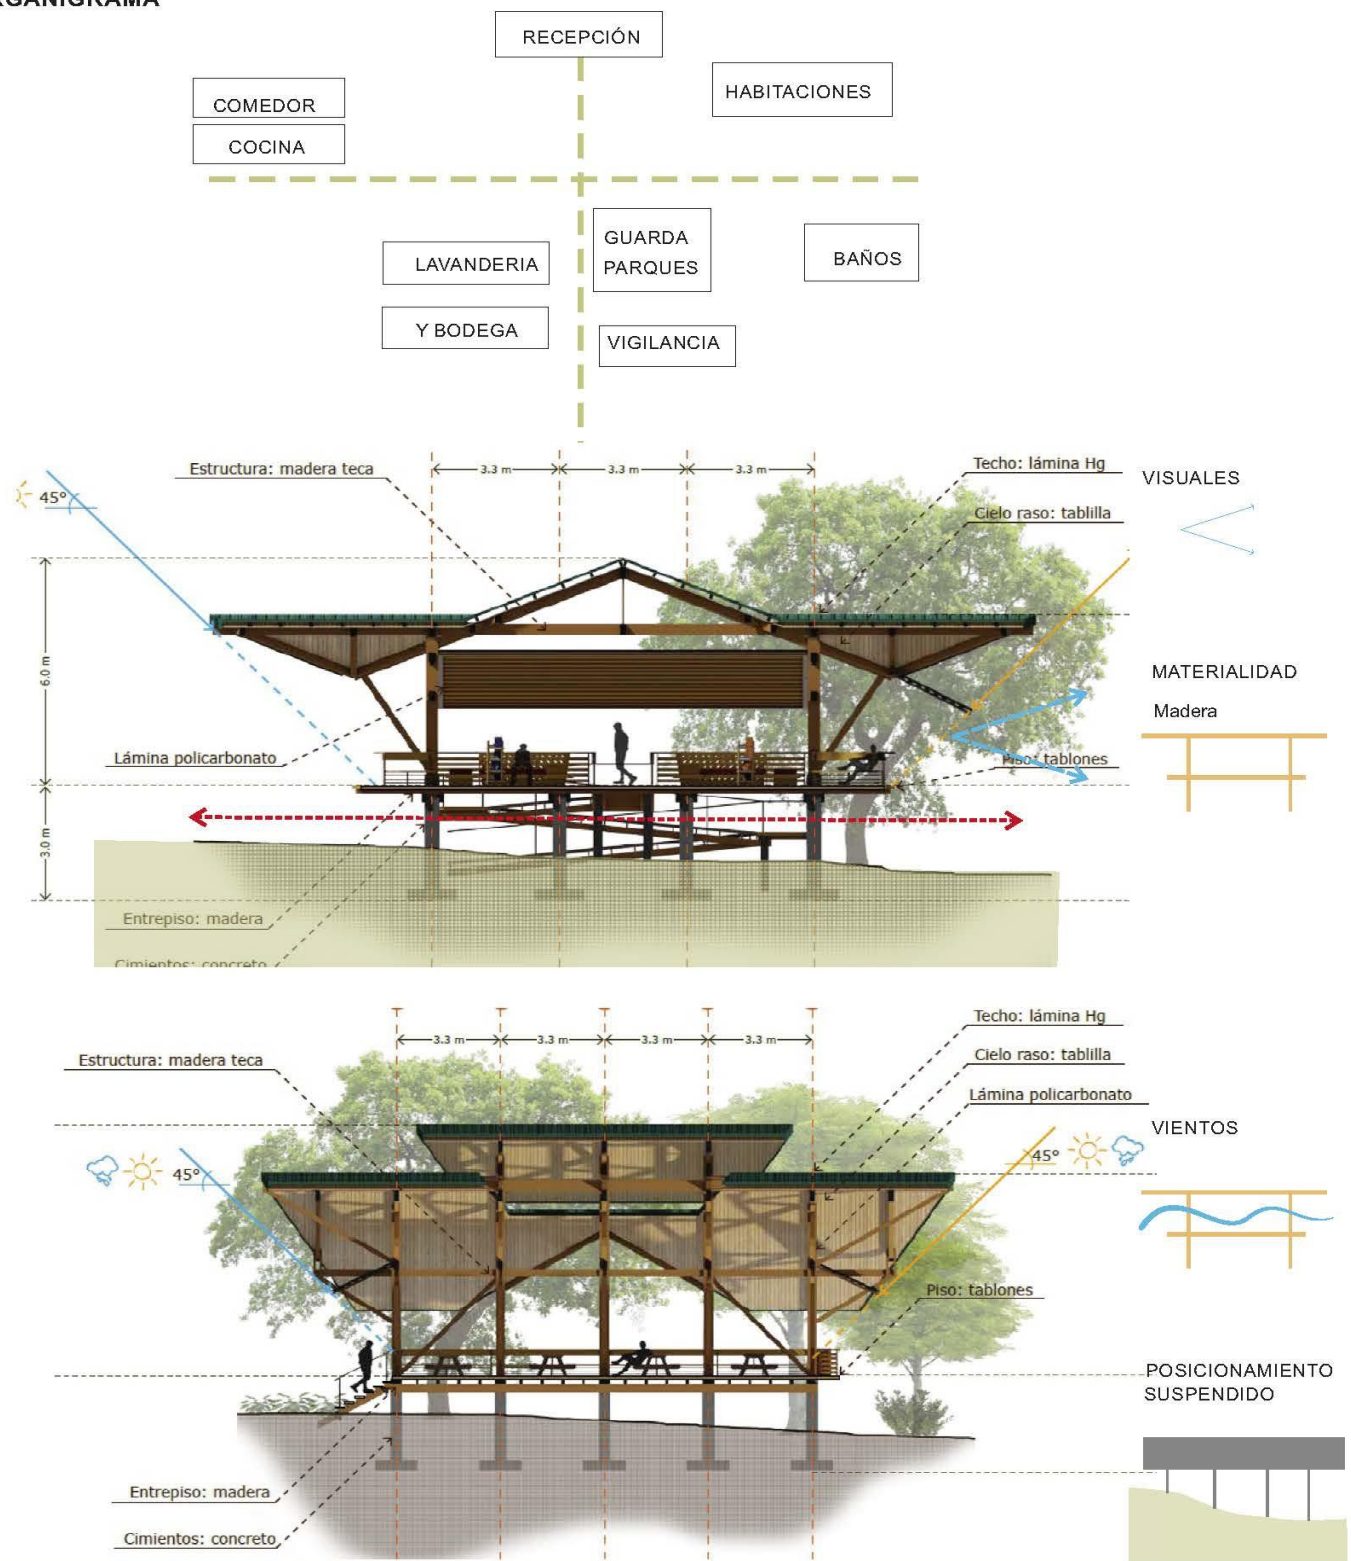 RGANIGRAMA
RECEPCIÓN
HABITACIONES
COMEDOR
COCINA
GUARDA
PARQUES
BAÑOS
LAVANDERIA
Y BODEGA
VIGILANCIA
Estructura: madera teca
3.3 m
3.3 m
3.3 m
Techo: lámina Hg
VISUALES
45°
Cielo raso: tablilla
6.0 m
MATERIALIDAD
Madera
Lámina policarbonato
Piso: tablones
3.0 m
Entrepiso: madera
Cimientos: concreto
Techo: lámina Hg
3.3 m
3.3 m
3.3 m
3.3 m
Estructura: madera teca
Cielo raso: tablilla
Lámina policarbonato
VIENTOS
45°
45°
Piso: tablones
POSICIONAMIENTO
SUSPENDIDO
Entrepiso: madera
Cimientos: concreto